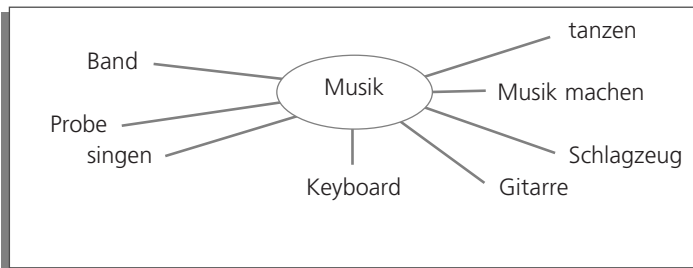 tanzen
Band
Musik
Musik machen
Probe
singen
Schlagzeug
Keyboard
Gitarre